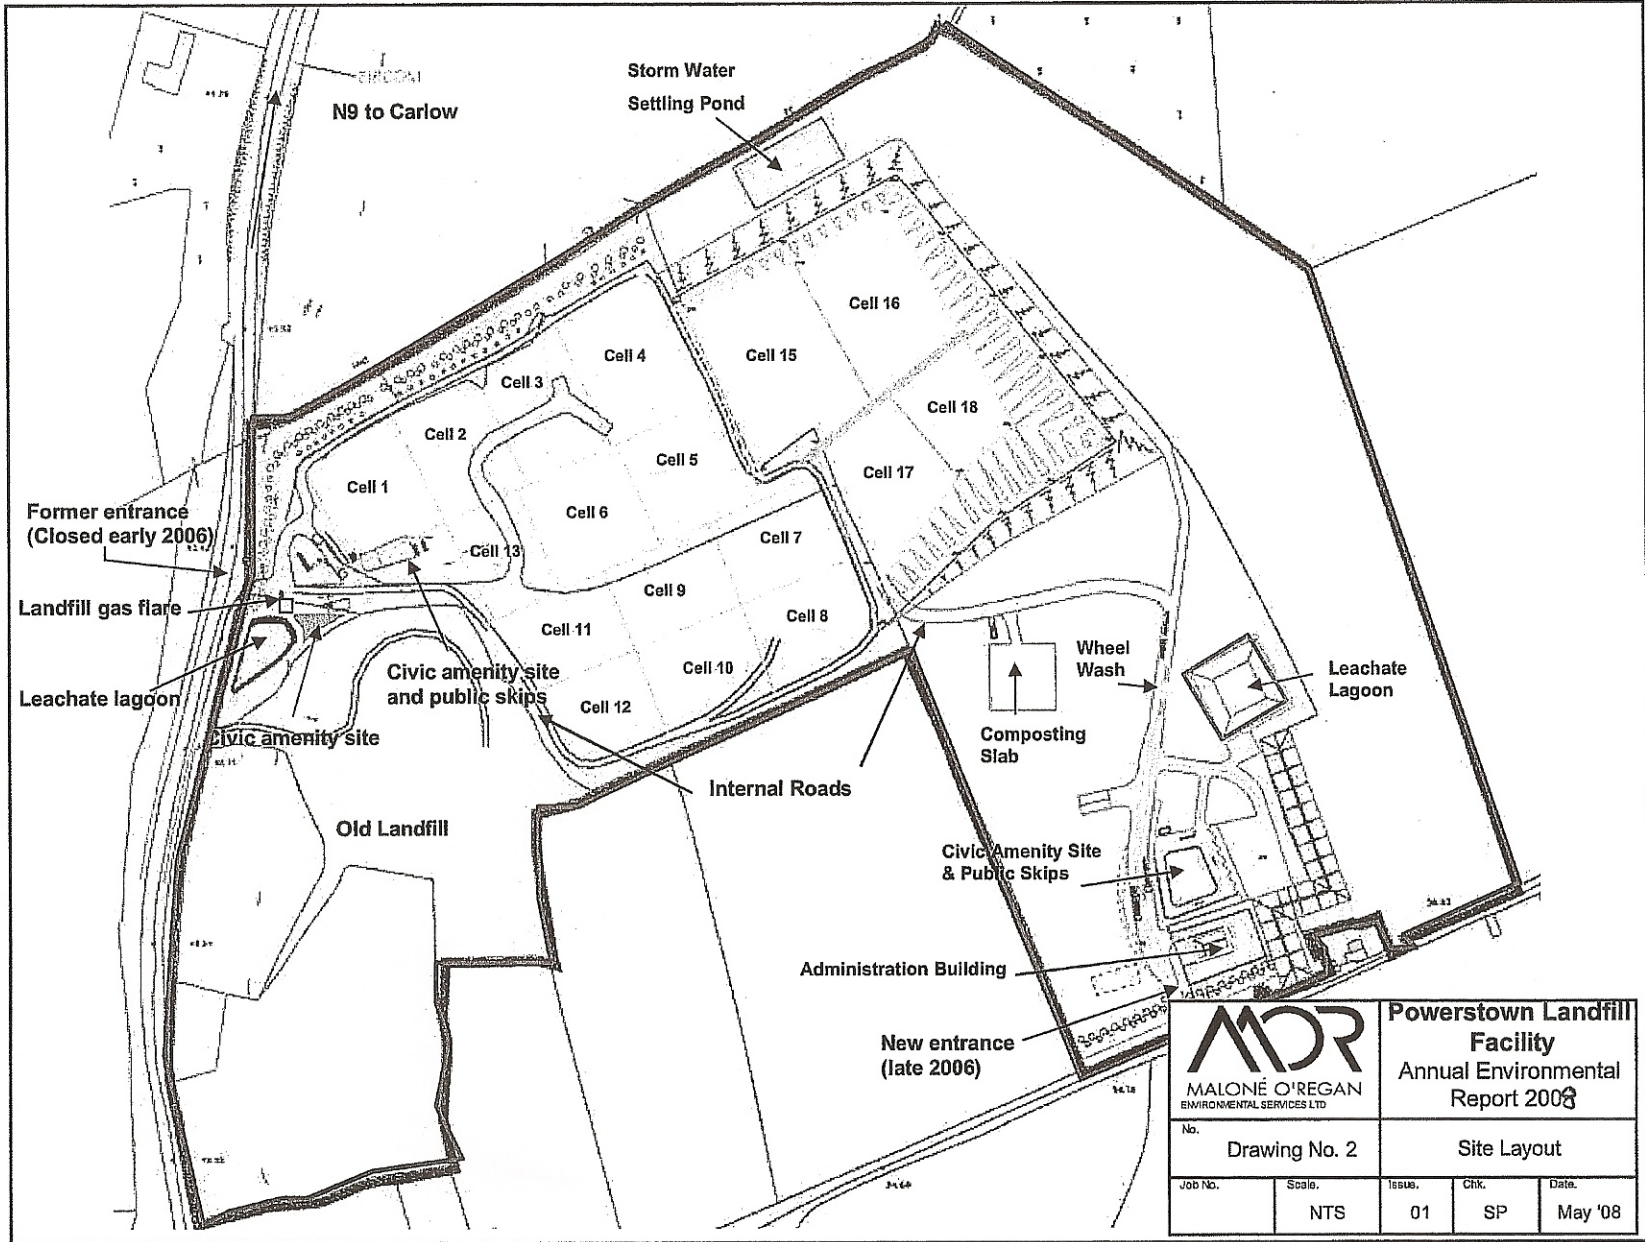 EIRCOM
N9 to Carlow
Storm Water
Settling Pond
Cell 16
Cell 15
Cell 4
Cell 3
Cell 18
Cell 2
Cell 5
Cell 17
Cell 1
Cell 6
Former entrance
(Closed early 2006)
Cell 7
Cell 13
Cell 9
Landfill gas flare
Cell 8
Cell 11
Civic amenity site
and public skips
Cell 10
Wheel
Wash
Leachate
Lagoon
Leachate lagoon
Cell 12
Civic amenity site
Composting
Slab
Internal Roads
Old Landfill
Civic Amenity Site
& Public Skips
Administration Building
New entrance
(late 2006)
MOR
MALONE O'REGAN
ENVIRONMENTAL SERVICES LTD
Powerstown Landfill
Facility
Annual Environmental
Report 2008
No.
Drawing No. 2
Site Layout
Job No.
Scale.
NTS
Issue.
01
Chk.
SP
Date.
May '08